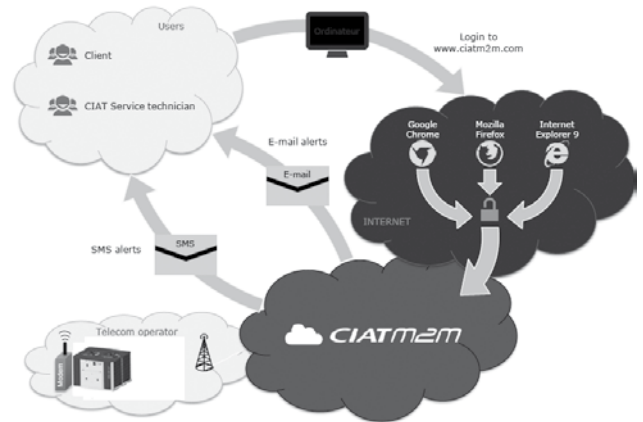 Users
Client
CIAT Service technician
Ordinateur
Login to
www.ciatm2m.com
Google
Chrome
Mozilla
Firefox
Internet
Explorer 9
INTERNET
E-mail alerts
E-mail
SMS alerts
SMS
Telecom operator
Modem
CIATM2M